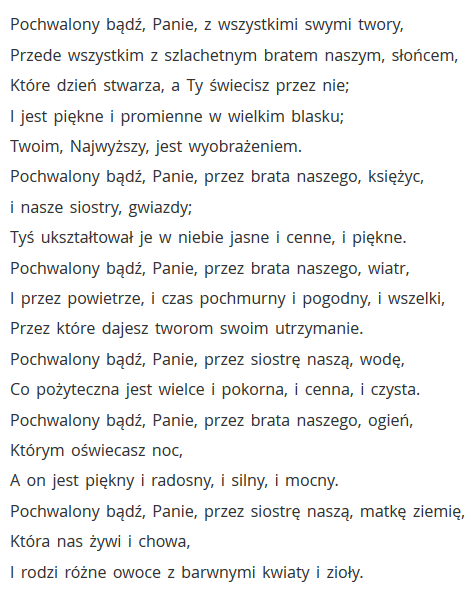 Pochwalony bądź, Panie, z wszystkimi swymi twory,
Przede wszystkim z szlachetnym bratem naszym, słońcem,
Które dzień stwarza, a Ty świecisz przez nie;
I jest piękne i promienne w wielkim blasku;
Twoim, Najwyższy, jest wyobrażeniem.
Pochwalony bądź, Panie, przez brata naszego, księżyc,
i nasze siostry, gwiazdy;
Tyś ukształtował je w niebie jasne i cenne, i piękne.
Pochwalony bądź, Panie, przez brata naszego, wiatr,
I przez powietrze, i czas pochmurny i pogodny, i wszelki,
Przez które dajesz tworom swoim utrzymanie.
Pochwalony bądź, Panie, przez siostrę naszą, wodę,
Co pożyteczna jest wielce i pokorna, i cenna, i czysta.
Pochwalony bądź, Panie, przez brata naszego, ogień,
Którym oświecasz noc,
A on jest piękny i radosny, i silny, i mocny.
Pochwalony bądź, Panie, przez siostrę naszą, matkę ziemię,
Która nas żywi i chowa,
I rodzi różne owoce z barwnymi kwiaty i zioły.